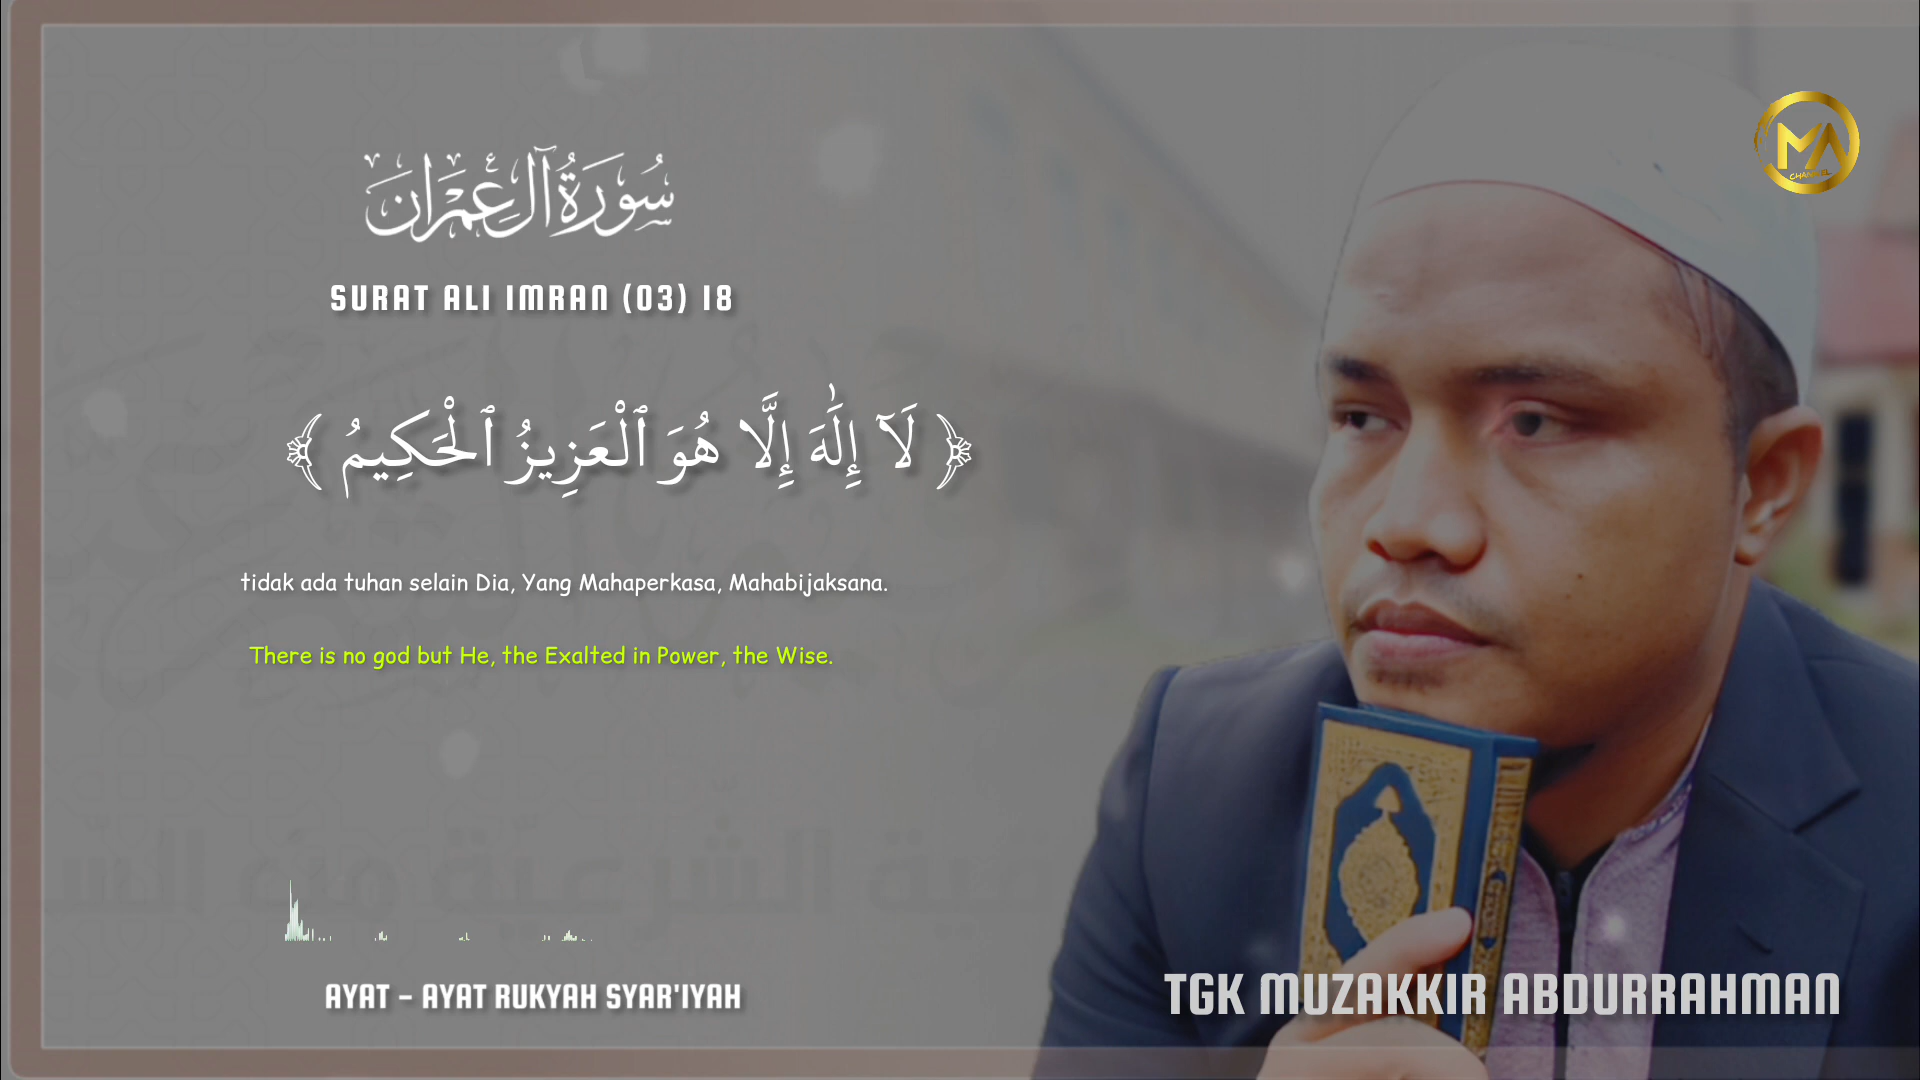 سُورَةُ آلِ عِمْرَانَ
SURAT ALI IMRAN (03) 18
﴿ لَآ إِلَٰهَ إِلَّا هُوَ ٱلْعَزِيزُ ٱلْحَكِيمُ ﴾
tidak ada tuhan selain Dia, Yang Mahaperkasa, Mahabijaksana.
There is no god but He, the Exalted in Power, the Wise.
AYAT - AYAT RUKYAH SYAR'IYAH
MA
CHANNEL
TGK MUZAKKIR ABDURRAHMAN